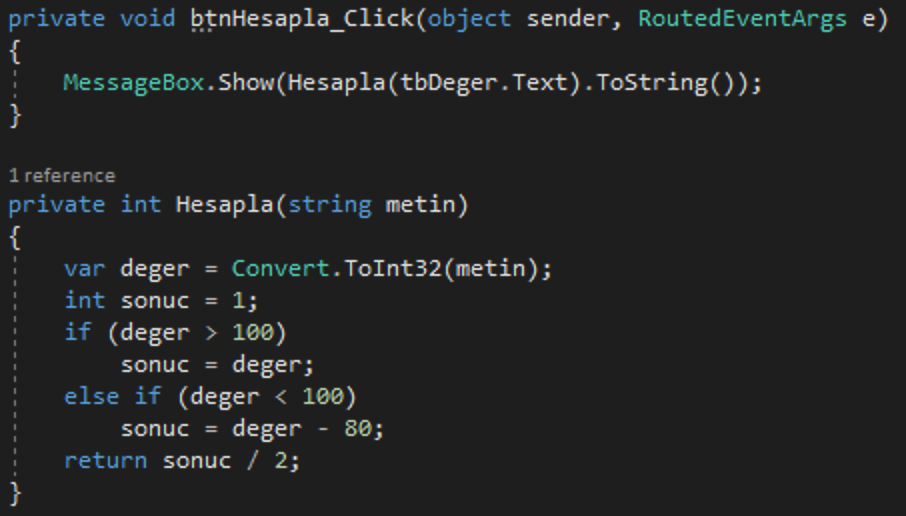 private void btnHesapla_Click(object sender, RoutedEventArgs e)
{
    MessageBox.Show(Hesapla(tbDeger.Text).ToString());
}
1 reference
private int Hesapla(string metin)
{
    var deger = Convert.ToInt32(metin);
    int sonuc = 1;
    if (deger > 100)
        sonuc = deger;
    else if (deger < 100)
        sonuc = deger - 80;
    return sonuc / 2;
}